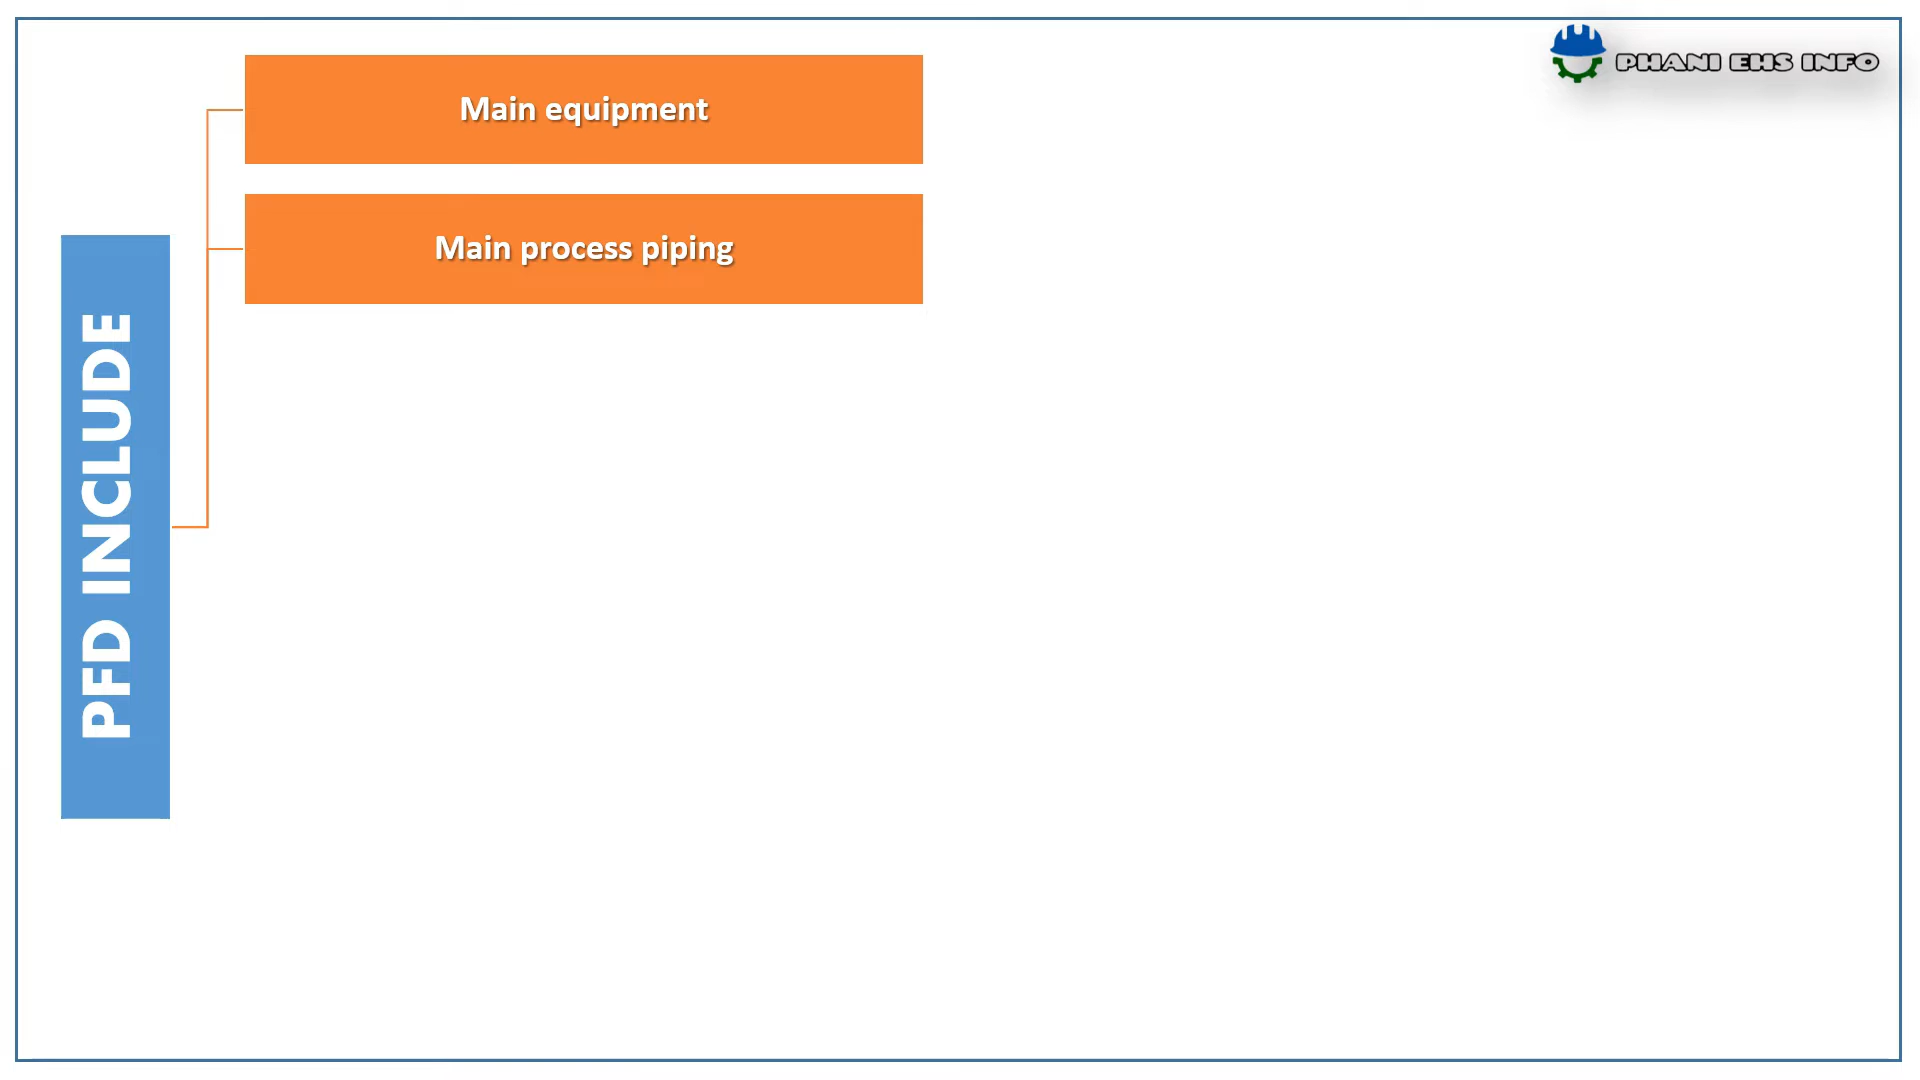 PHANI EHS INFO
Main equipment
Main process piping
PFD INCLUDE